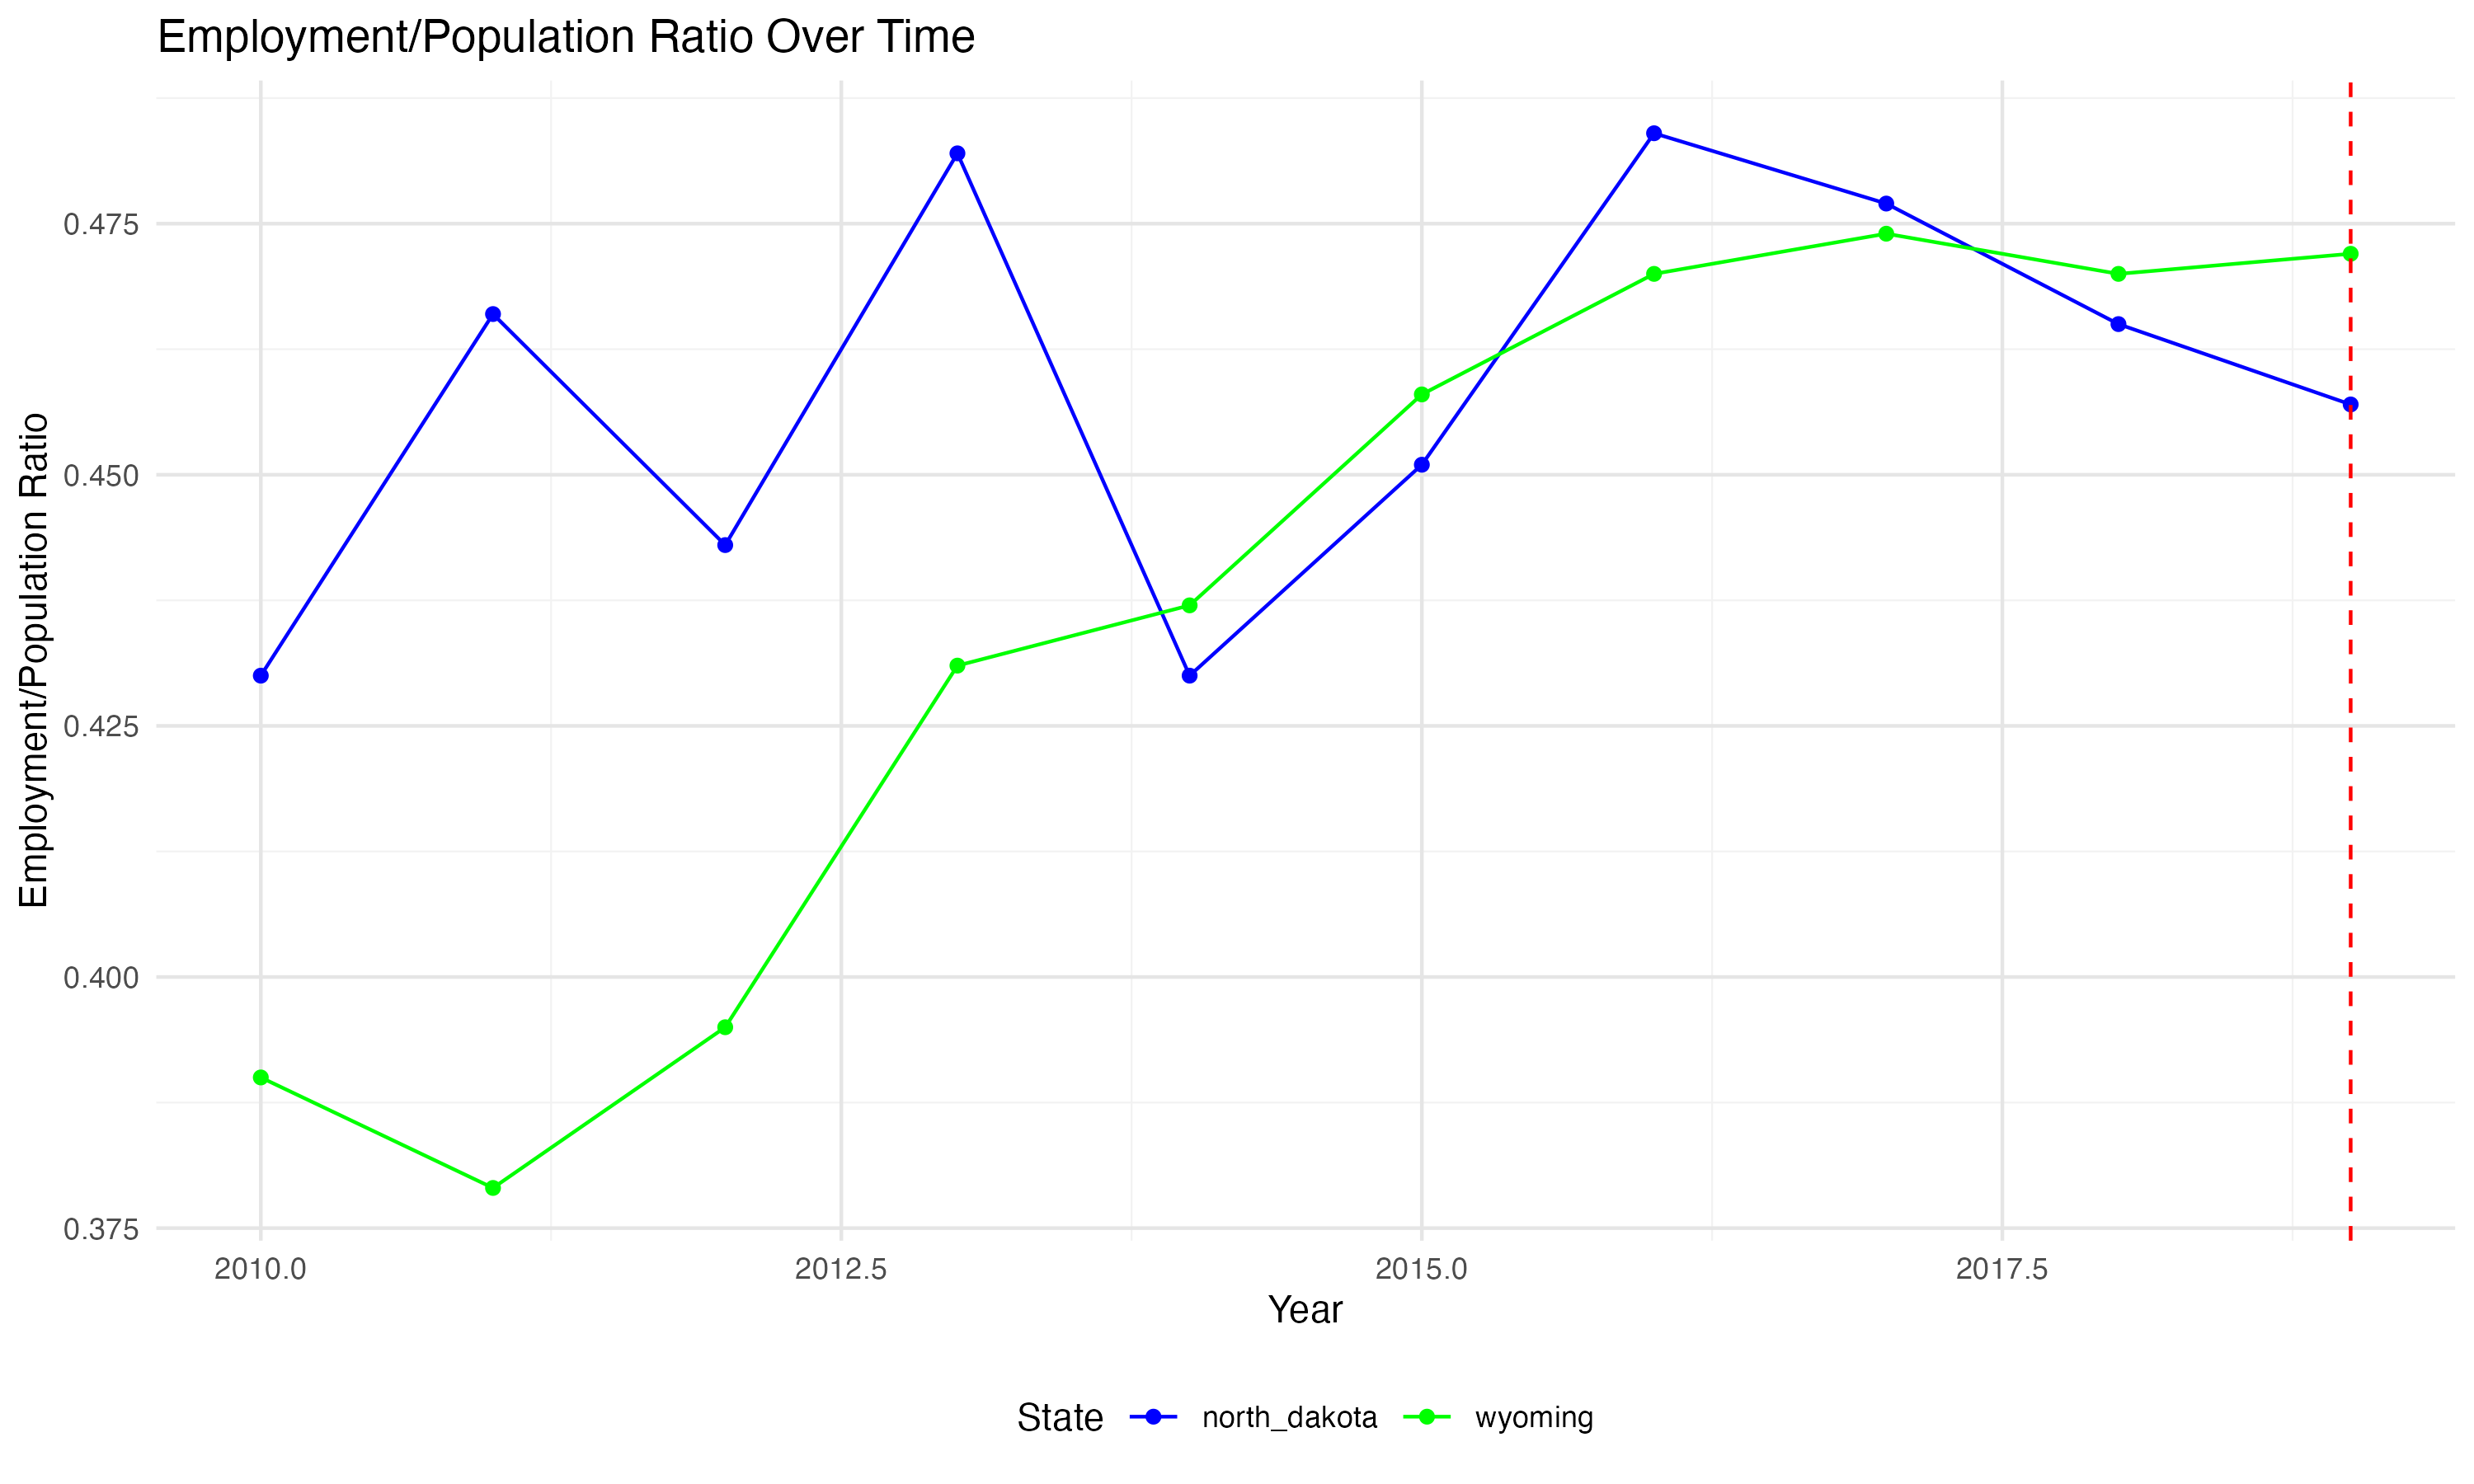 Employment/Population Ratio Over Time
Employment/Population Ratio
0.475
0.450
0.425
0.400
0.375
2010.0 2012.5 2015.0 2017.5
Year
State north_dakota wyoming